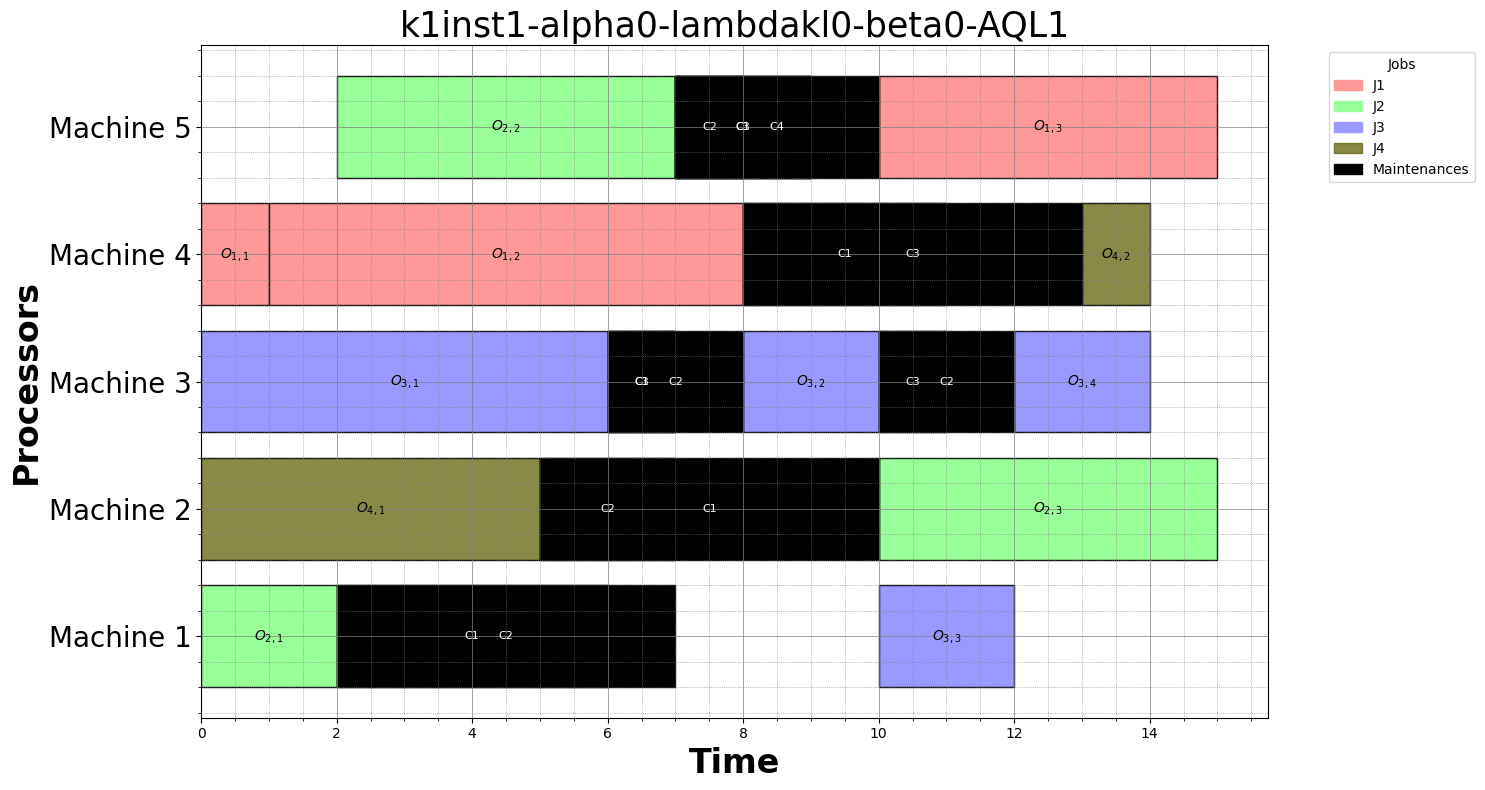 k1inst1-alpha0-lambdakl0-beta0-AQL1
Jobs
J1
J2
J3
J4
Maintenances
Processors
Machine 5
O2,2
C2
C3
C4
O1,3
Machine 4
O1,1
O1,2
C1
C3
O4,2
Machine 3
O3,1
C3
C2
O3,2
C3
C2
O3,4
Machine 2
O4,1
C2
C1
O2,3
Machine 1
O2,1
C1
C2
O3,3
0 2 4 6 8 10 12 14
Time